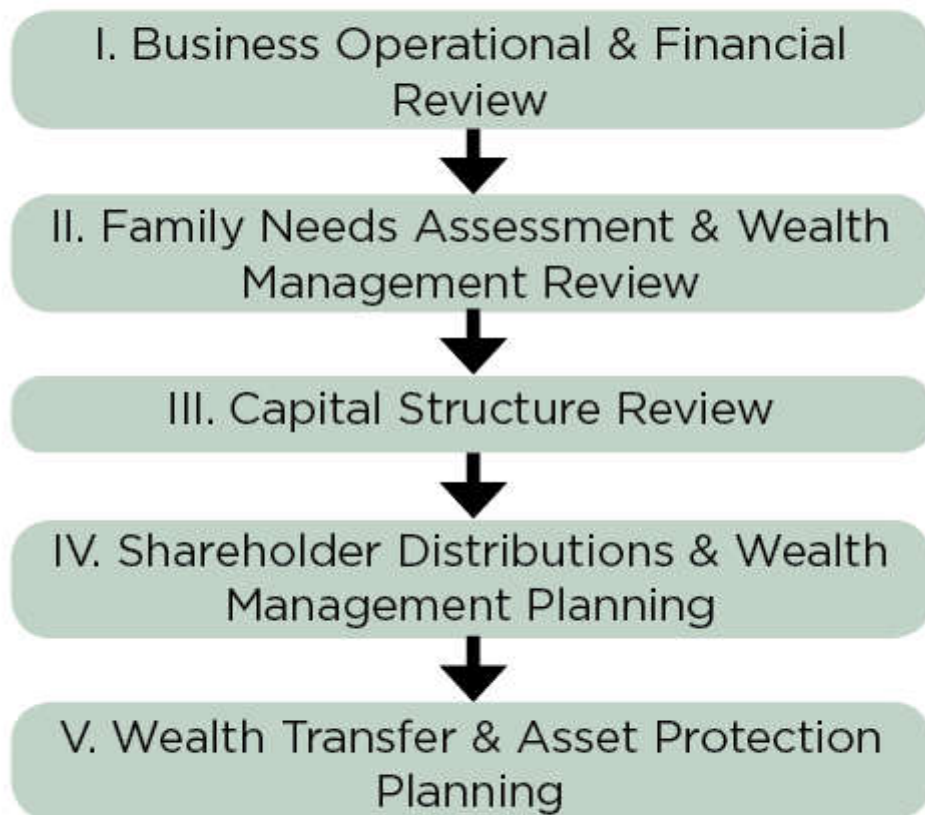 I. Business Operational & Financial
Review
II. Family Needs Assessment & Wealth
Management Review
III. Capital Structure Review
IV. Shareholder Distributions & Wealth
Management Planning
V. Wealth Transfer & Asset Protection
Planning